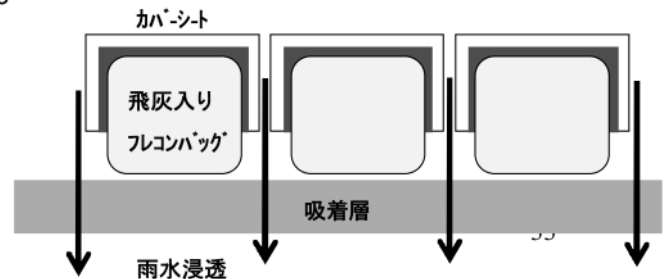 カバーシート
飛灰入り
フレコンバッグ
吸着層
雨水浸透